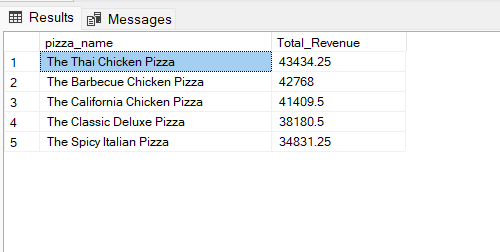 Results Messages
pizza_name Total_Revenue
1 The Thai Chicken Pizza 43434.25
2 The Barbecue Chicken Pizza 42768
3 The California Chicken Pizza 41409.5
4 The Classic Deluxe Pizza 38180.5
5 The Spicy Italian Pizza 34831.25